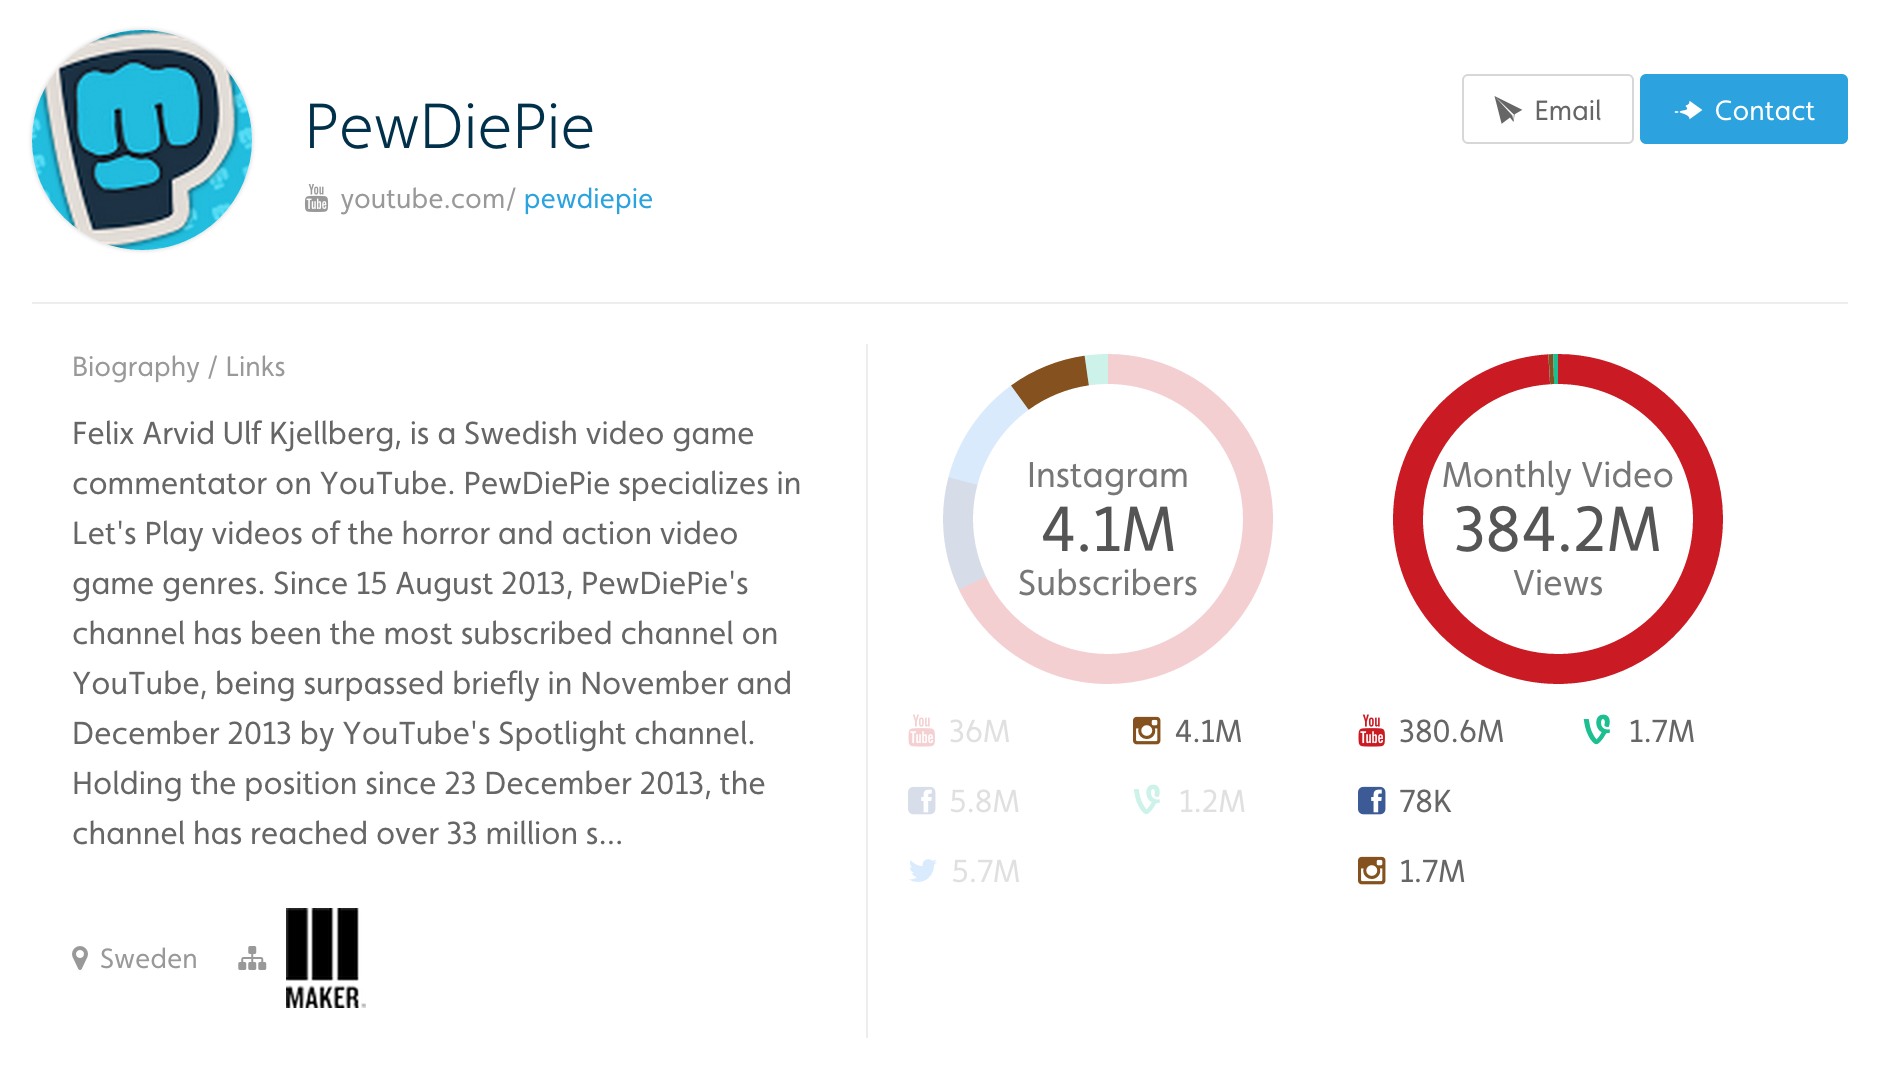 PewDiePie
Email
Contact
You Tube youtube.com/ pewdiepie
Biography / Links
Felix Arvid Ulf Kjellberg, is a Swedish video game
commentator on YouTube. PewDiePie specializes in
Let's Play videos of the horror and action video
game genres. Since 15 August 2013, PewDiePie's
channel has been the most subscribed channel on
YouTube, being surpassed briefly in November and
December 2013 by YouTube's Spotlight channel.
Holding the position since 23 December 2013, the
channel has reached over 33 million s...
Sweden
MAKER
Instagram
4.1M
Subscribers
You Tube 36M
4.1M
f 5.8M
1.2M
5.7M
Monthly Video
384.2M
Views
You Tube 380.6M
1.7M
f 78K
1.7M